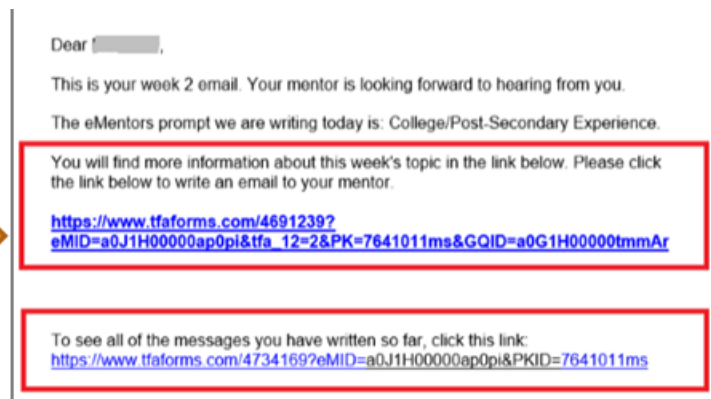 Dear ,
This is your week 2 email. Your mentor is looking forward to hearing from you.
The eMentors prompt we are writing today is: College/Post-Secondary Experience.
You will find more information about this week's topic in the link below. Please click
the link below to write an email to your mentor.
https://www.tfaforms.com/4691239?
eMID=a0J1H00000ap0pi&tfa_12=2&PK=7641011ms&GQID=a0G1H00000tmmAr
To see all of the messages you have written so far, click this link:
https://www.tfaforms.com/4734169?eMID=a0J1H00000ap0pi&PKID=7641011ms